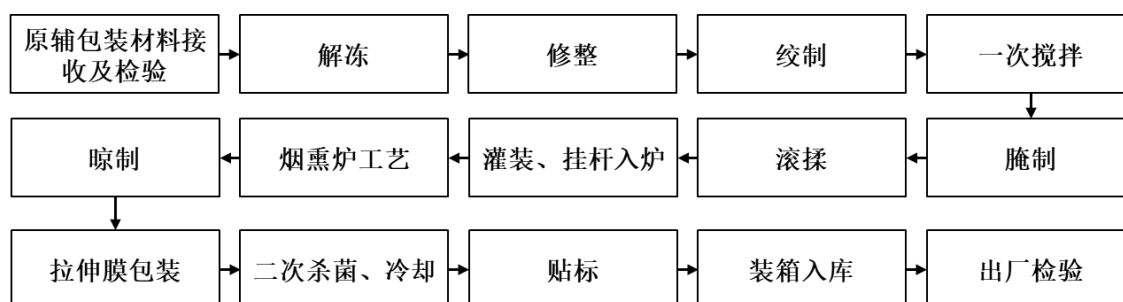 原辅包装材料接
收及检验
解冻
修整
绞制
一次搅拌
腌制
滚揉
灌装、挂杆入炉
烟熏炉工艺
晾制
拉伸膜包装
二次杀菌、冷却
贴标
装箱入库
出厂检验